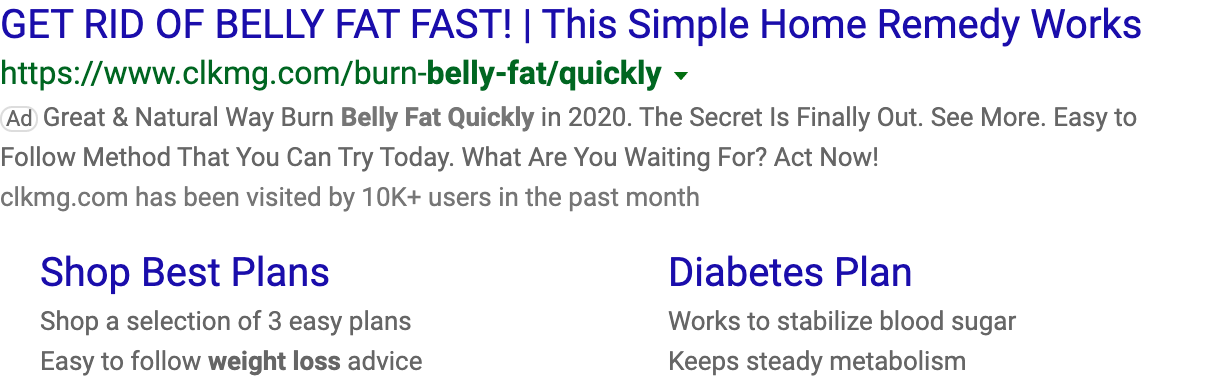 GET RID OF BELLY FAT FAST! | This Simple Home Remedy Works
https://www.clkmg.com/burn-belly-fat/quickly
Ad Great & Natural Way Burn Belly Fat Quickly in 2020. The Secret Is Finally Out. See More. Easy to
Follow Method That You Can Try Today. What Are You Waiting For? Act Now!
clkmg.com has been visited by 10K+ users in the past month
Shop Best Plans
Shop a selection of 3 easy plans
Easy to follow weight loss advice
Diabetes Plan
Works to stabilize blood sugar
Keeps steady metabolism